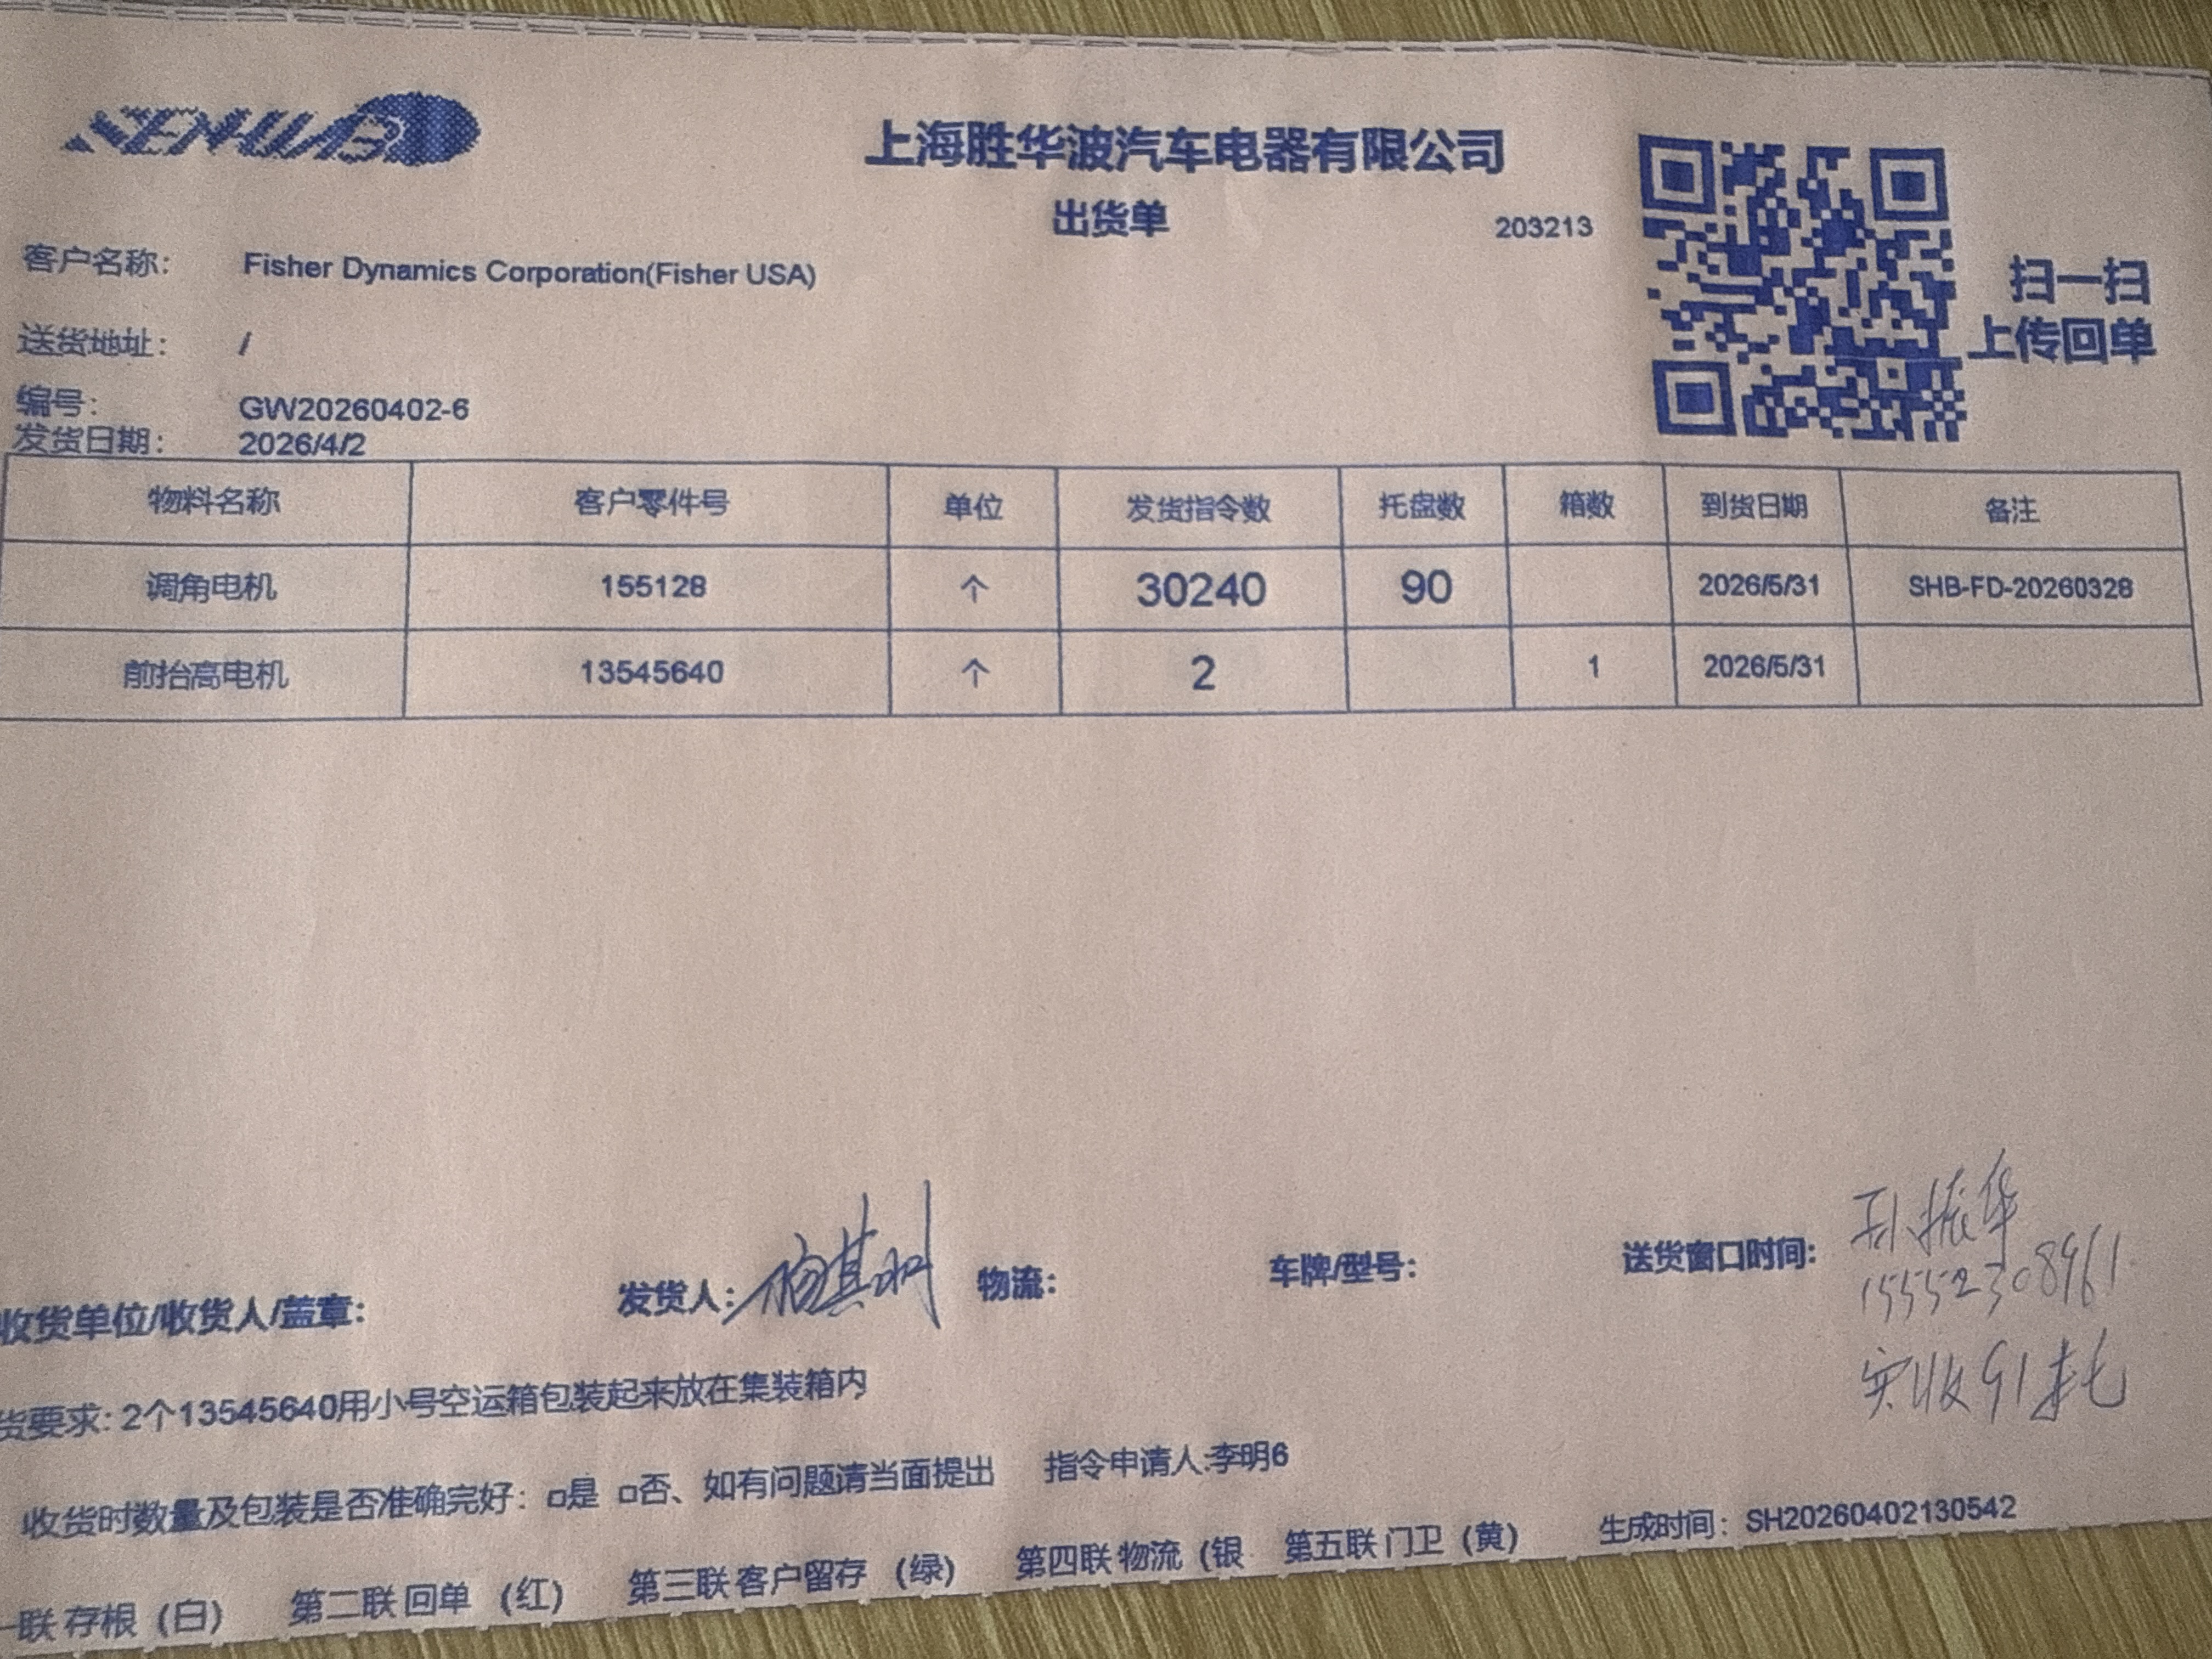 上海胜华波汽车电器有限公司
出货单
203213
扫一扫
上传回单
客户名称： Fisher Dynamics Corporation(Fisher USA)
送货地址： /
编号： GW20260402-6
发货日期： 2026/4/2
物料名称 客户零件号 单位 发货指令数 托盘数 箱数 到货日期 备注
调角电机 155128 个 30240 90 2026/5/31 SHB-FD-20260328
前抬高电机 13545640 个 2 1 2026/5/31
收货单位/收货人/盖章： 发货人： 物流： 车牌/型号： 送货窗口时间： 孙振华
15552308961
实收91托
货要求: 2个13545640用小号空运箱包装起来放在集装箱内
收货时数量及包装是否准确完好：□是 □否、如有问题请当面提出 指令申请人:李明6
一联 存根（白） 第二联 回单 （红） 第三联 客户留存 （绿） 第四联 物流（银 第五联 门卫（黄） 生成时间：SH20260402130542